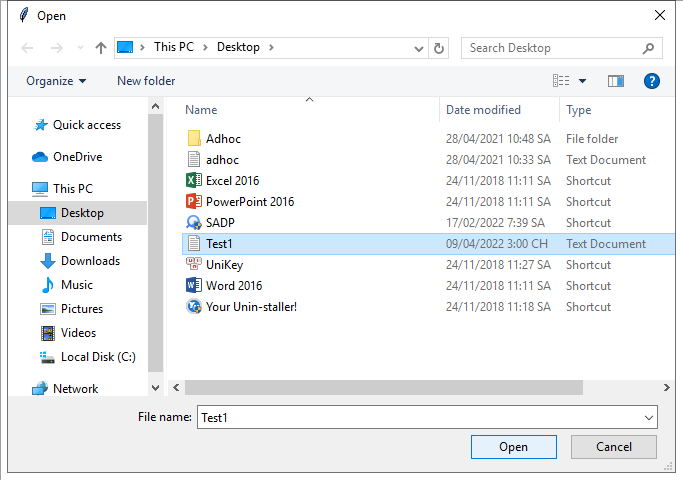 Open
This PC Desktop Search Desktop
Organize New folder
Name Date modified Type
Quick access
OneDrive
This PC
Desktop
Documents
Downloads
Music
Pictures
Videos
Local Disk (C:)
Network
Adhoc 28/04/2021 10:48 SA File folder
adhoc 28/04/2021 10:33 SA Text Document
Excel 2016 24/11/2018 11:11 SA Shortcut
PowerPoint 2016 24/11/2018 11:11 SA Shortcut
SADP 17/02/2022 7:39 SA Shortcut
Test1 09/04/2022 3:00 CH Text Document
UniKey 24/11/2018 11:27 SA Shortcut
Word 2016 24/11/2018 11:11 SA Shortcut
Your Unin-staller! 24/11/2018 11:18 SA Shortcut
File name: Test1
Open Cancel